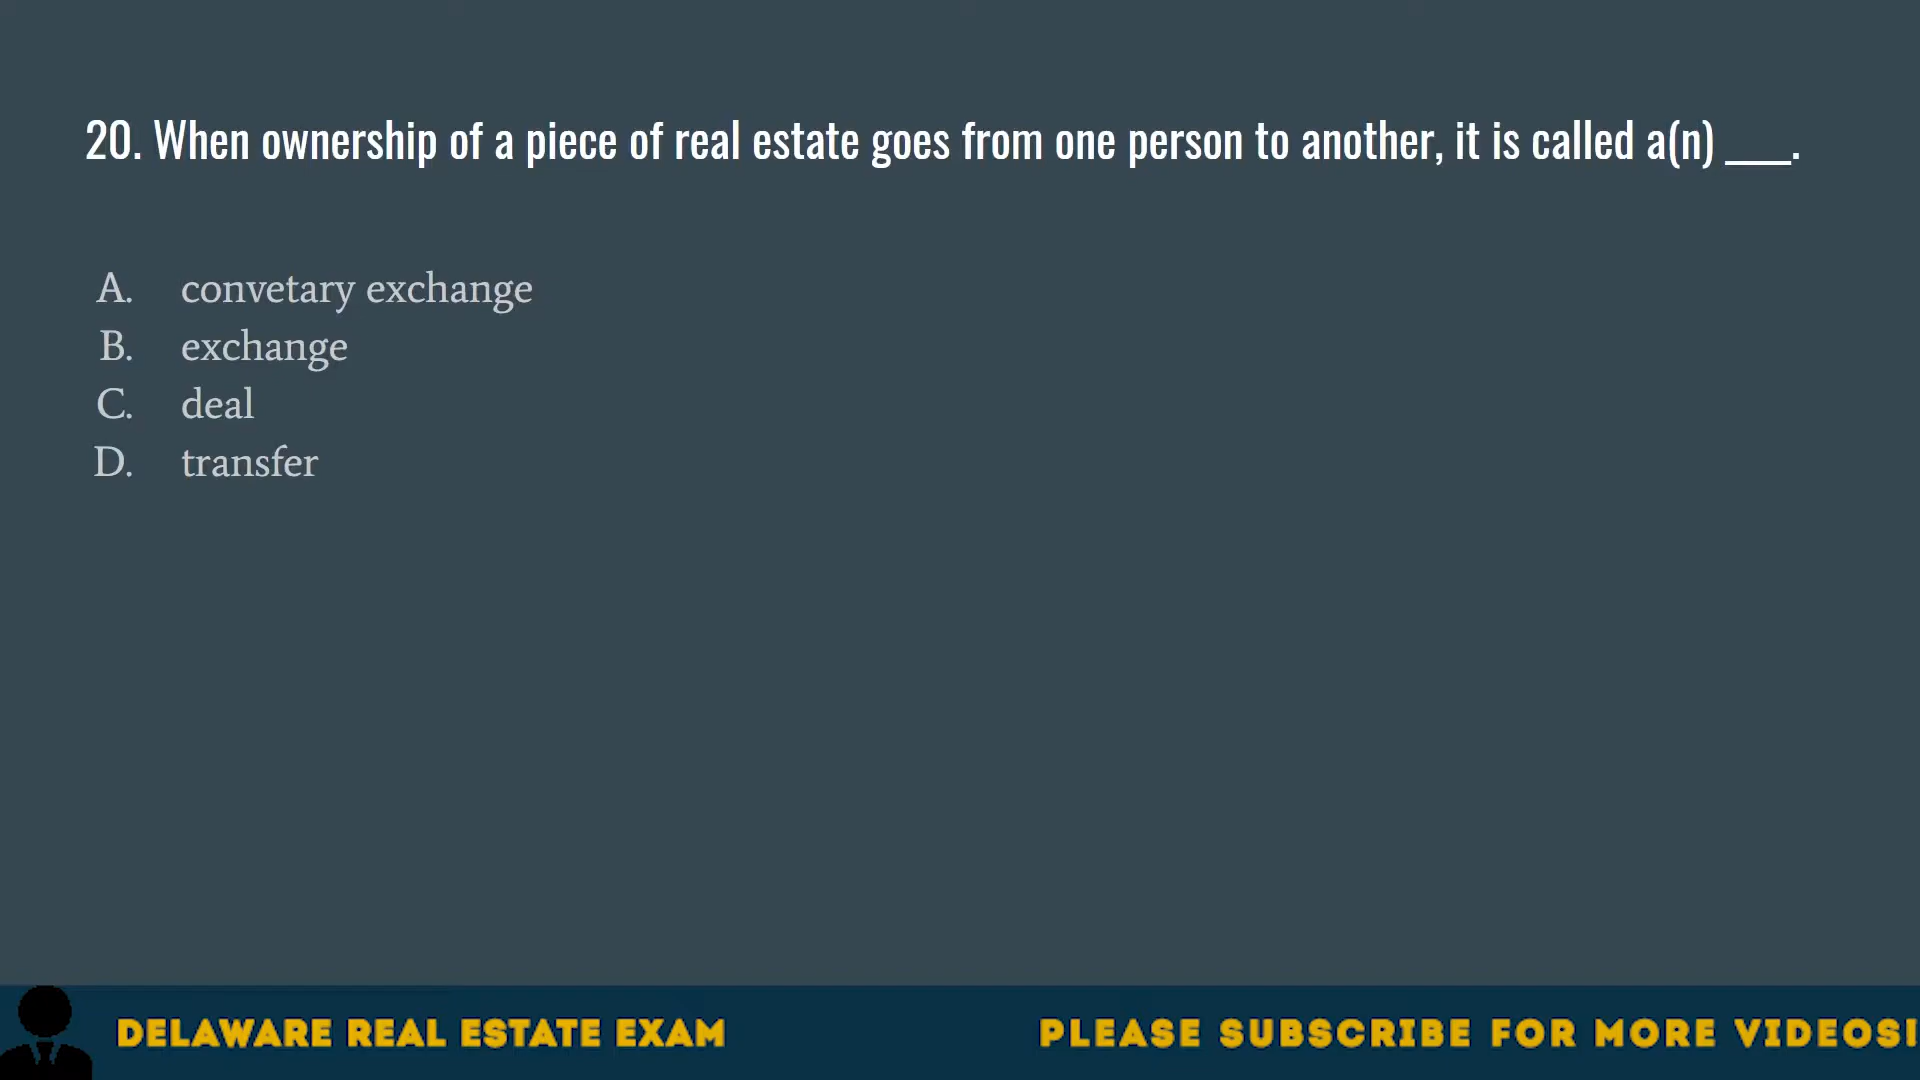 20. When ownership of a piece of real estate goes from one person to another, it is called a(n) ____.
A. convetary exchange
B. exchange
C. deal
D. transfer
DELAWARE REAL ESTATE EXAM
PLEASE SUBSCRIBE FOR MORE VIDEOS!